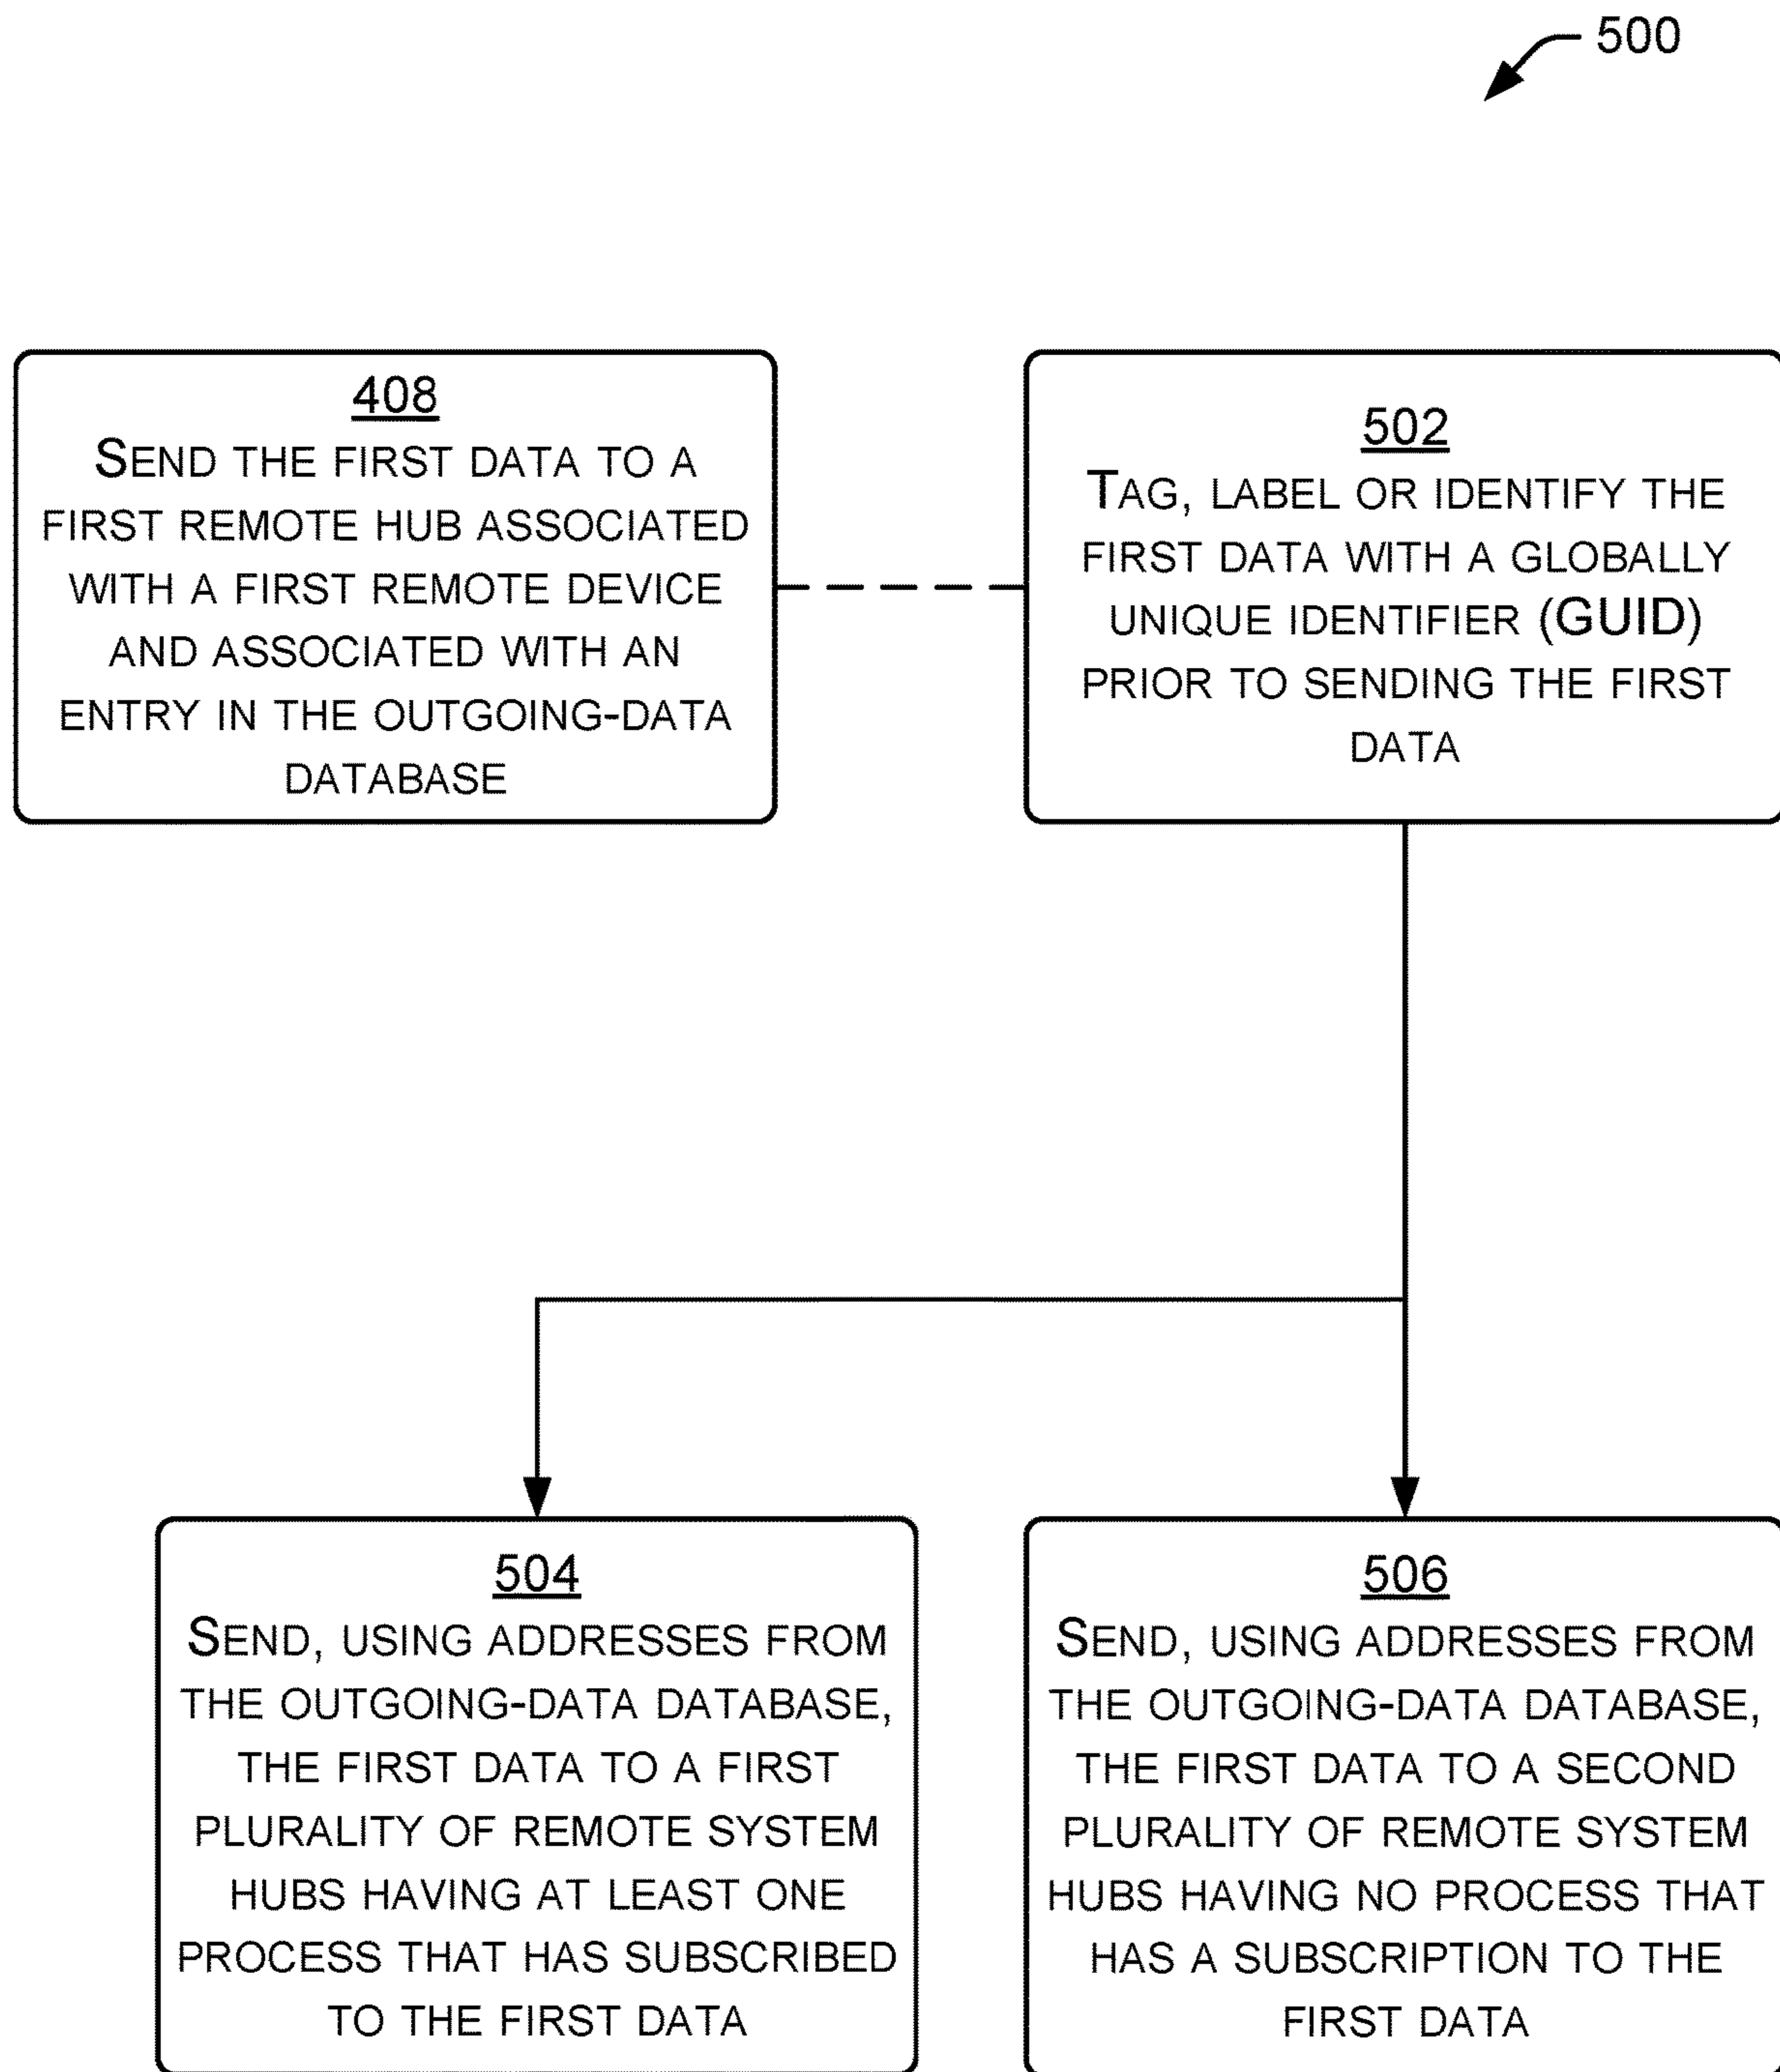 500
408
SEND THE FIRST DATA TO A
FIRST REMOTE HUB ASSOCIATED
WITH A FIRST REMOTE DEVICE
AND ASSOCIATED WITH AN
ENTRY IN THE OUTGOING-DATA
DATABASE
502
TAG, LABEL OR IDENTIFY THE
FIRST DATA WITH A GLOBALLY
UNIQUE IDENTIFIER (GUID)
PRIOR TO SENDING THE FIRST
DATA
504
SEND, USING ADDRESSES FROM
THE OUTGOING-DATA DATABASE,
THE FIRST DATA TO A FIRST
PLURALITY OF REMOTE SYSTEM
HUBS HAVING AT LEAST ONE
PROCESS THAT HAS SUBSCRIBED
TO THE FIRST DATA
506
SEND, USING ADDRESSES FROM
THE OUTGOING-DATA DATABASE,
THE FIRST DATA TO A SECOND
PLURALITY OF REMOTE SYSTEM
HUBS HAVING NO PROCESS THAT
HAS A SUBSCRIPTION TO THE
FIRST DATA